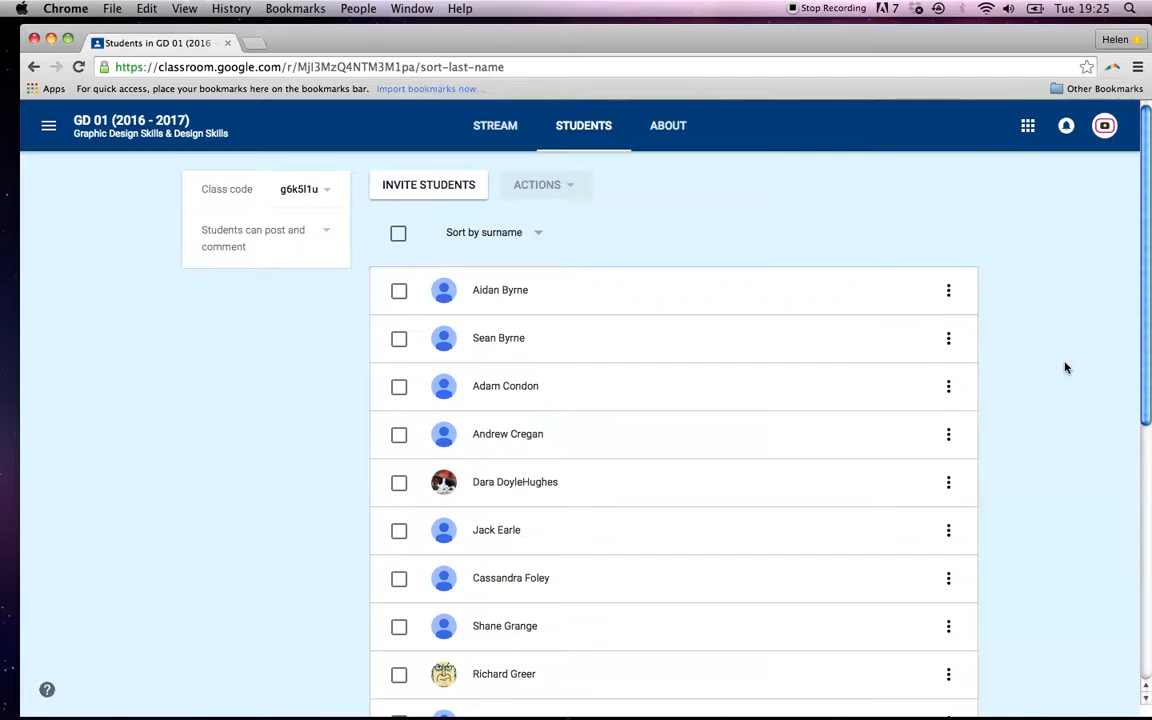 Chrome File Edit View History Bookmarks People Window Help Stop Recording 7 Tue 19:25
Students in GD 01 (2016 - Helen
https://classroom.google.com/r/MjI3MzQ4NTM3M1pa/sort-last-name
Apps For quick access, place your bookmarks here on the bookmarks bar. Import bookmarks now... Other Bookmarks
GD 01 (2016 - 2017)
Graphic Design Skills & Design Skills
STREAM STUDENTS ABOUT
Class code g6k5l1u
Students can post and
comment
INVITE STUDENTS ACTIONS
Sort by surname
Aidan Byrne
Sean Byrne
Adam Condon
Andrew Cregan
Dara DoyleHughes
Jack Earle
Cassandra Foley
Shane Grange
Richard Greer